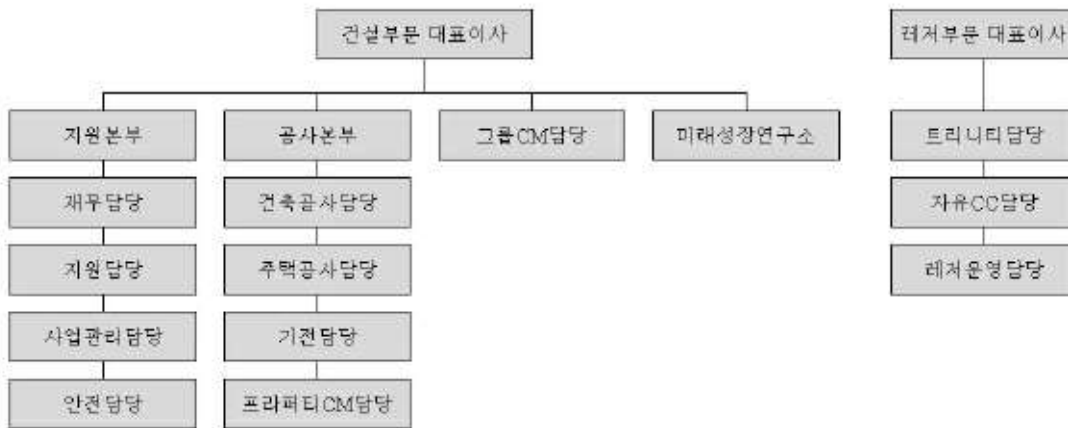 건설부문 대표이사
레저부문 대표이사
지원본부
공사본부
그룹CM담당
미래성장연구소
트리니티담당
재무담당
건축공사담당
자유CC담당
지원담당
주택공사담당
레저운영담당
사업관리담당
기전담당
안전담당
프라퍼티CM담당